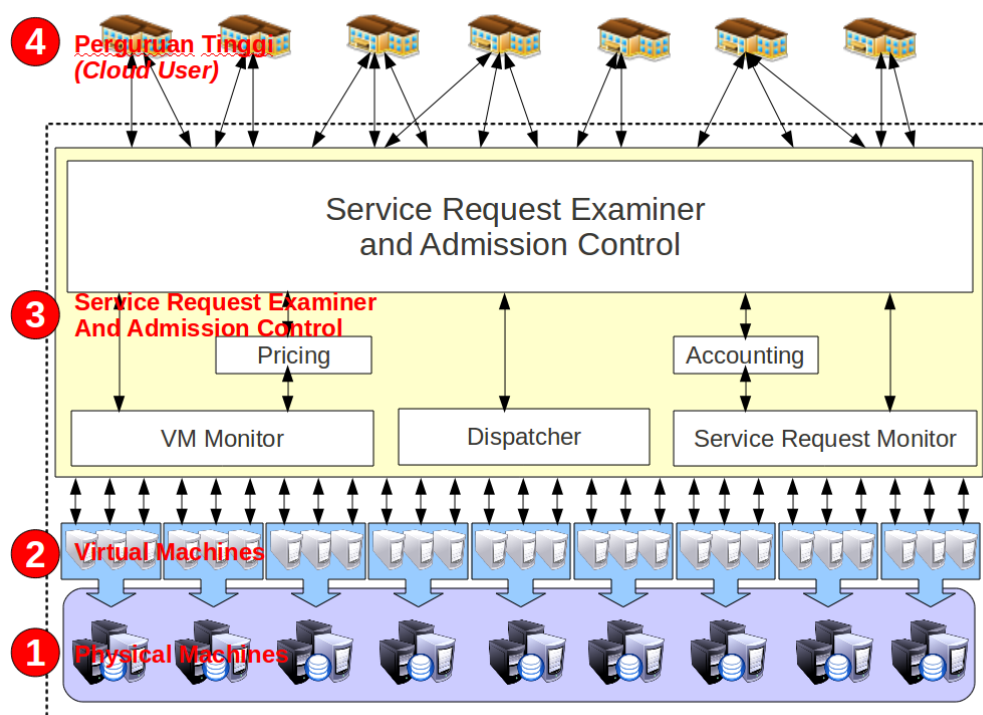 4 Perguruan Tinggi
(Cloud User)
Service Request Examiner
and Admission Control
3 Service Request Examiner
And Admission Control
Pricing
Accounting
VM Monitor
Dispatcher
Service Request Monitor
2 Virtual Machines
1 Physical Machines